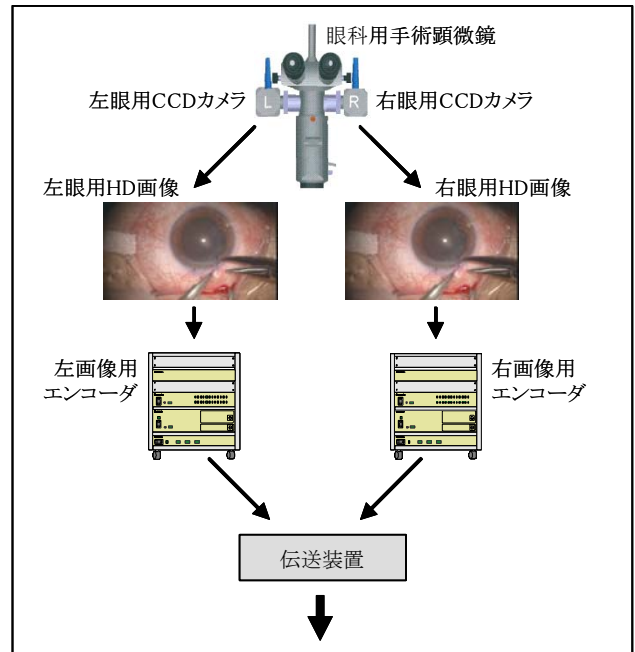 眼科用手術顕微鏡
左眼用CCDカメラ
L
R
右眼用CCDカメラ
左眼用HD画像
右眼用HD画像
左画像用
エンコーダ
右画像用
エンコーダ
伝送装置